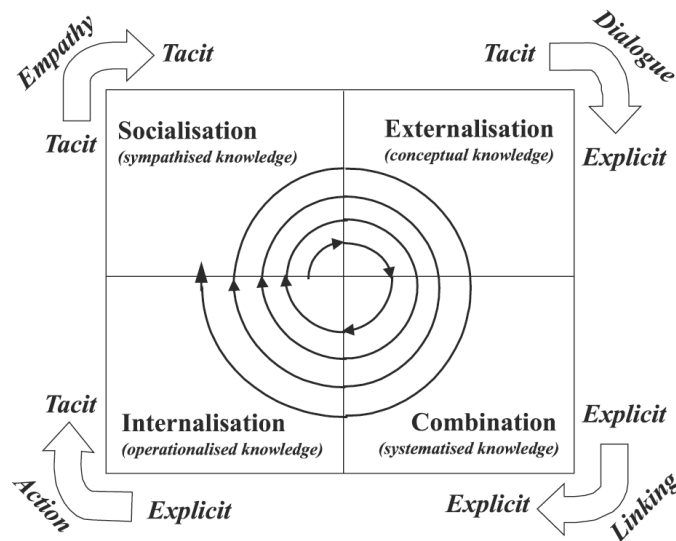 Empathy
Tacit
Tacit
Dialogue
Tacit
Explicit
Socialisation
(sympathised knowledge)
Externalisation
(conceptual knowledge)
Internalisation
(operationalised knowledge)
Combination
(systematised knowledge)
Tacit
Action
Explicit
Explicit
Explicit
Linking